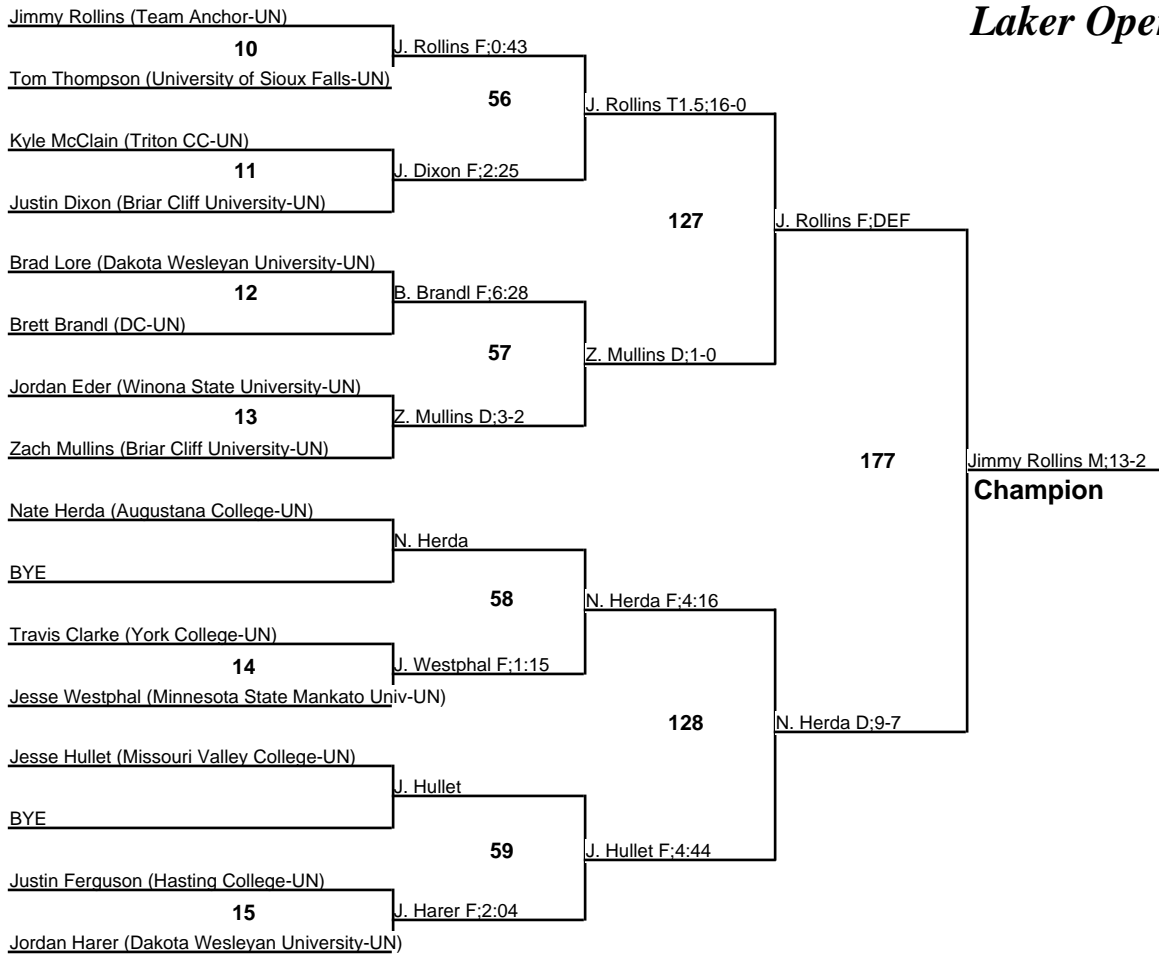 Laker Oper
Jimmy Rollins (Team Anchor-UN)
10
Tom Thompson (University of Sioux Falls-UN)
J. Rollins F;0:43
56
Kyle McClain (Triton CC-UN)
11
Justin Dixon (Briar Cliff University-UN)
J. Dixon F;2:25
J. Rollins T1.5;16-0
127
Brad Lore (Dakota Wesleyan University-UN)
12
Brett Brandl (DC-UN)
B. Brandl F;6:28
57
Jordan Eder (Winona State University-UN)
13
Zach Mullins (Briar Cliff University-UN)
Z. Mullins D;3-2
Z. Mullins D;1-0
J. Rollins F;DEF
177
Jimmy Rollins M;13-2
Champion
Nate Herda (Augustana College-UN)
BYE
N. Herda
58
Travis Clarke (York College-UN)
14
Jesse Westphal (Minnesota State Mankato Univ-UN)
J. Westphal F;1:15
N. Herda F;4:16
128
Jesse Hullet (Missouri Valley College-UN)
BYE
J. Hullet
59
Justin Ferguson (Hasting College-UN)
15
Jordan Harer (Dakota Wesleyan University-UN)
J. Harer F;2:04
J. Hullet F;4:44
N. Herda D;9-7